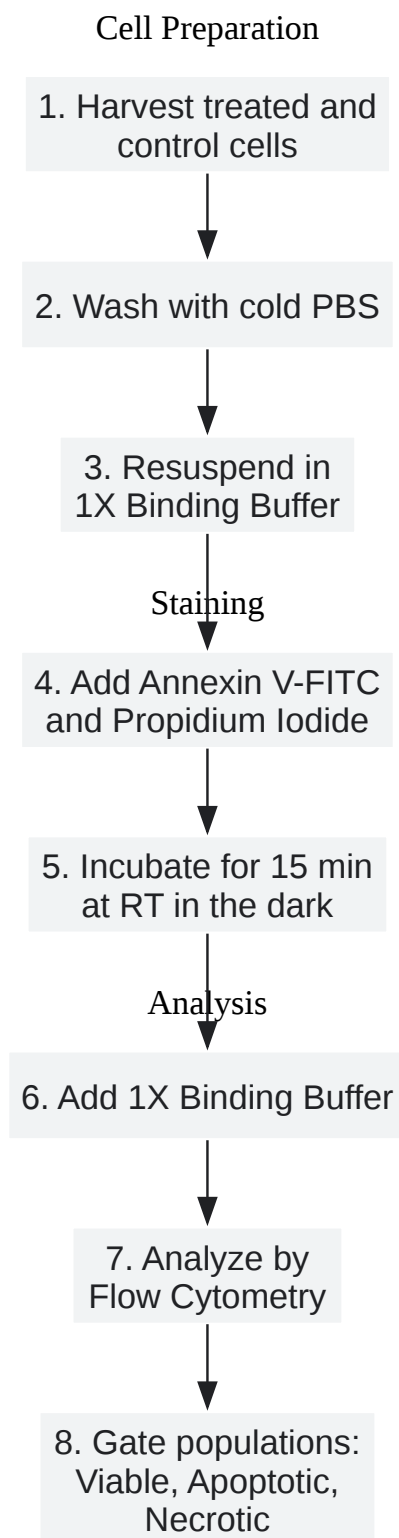 Cell Preparation
1. Harvest treated and
control cells
2. Wash with cold PBS
3. Resuspend in
1X Binding Buffer
Staining
4. Add Annexin V-FITC
and Propidium Iodide
5. Incubate for 15 min
at RT in the dark
Analysis
6. Add 1X Binding Buffer
7. Analyze by
Flow Cytometry
8. Gate populations:
Viable, Apoptotic,
Necrotic